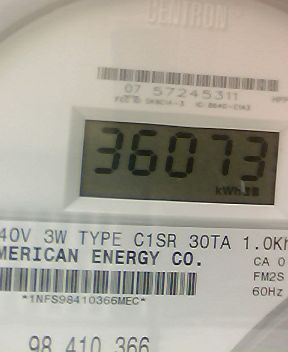 CENTRON
07 57245311
36073
kWh
40V 3W TYPE C1SR 30TA 1.0Kh
MERICAN ENERGY CO.
CA 0
FM2S
60Hz
*1NFS98410366MEC*
98 410 366